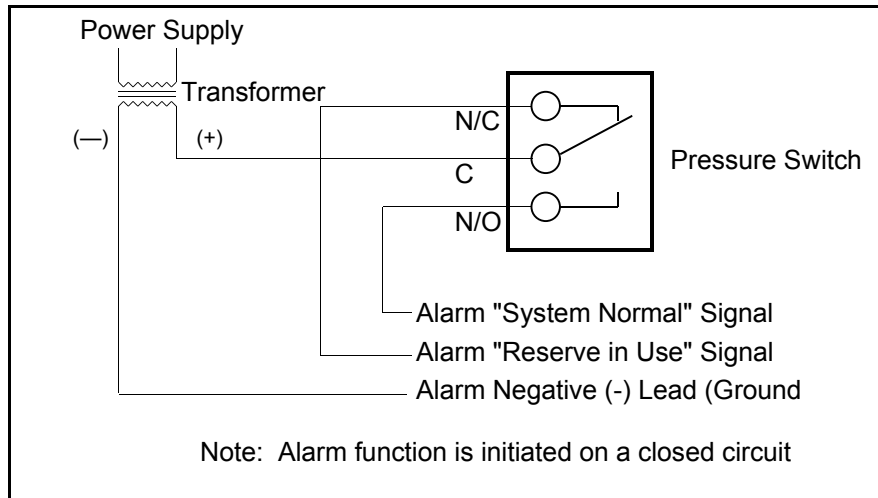 Power Supply
Transformer
(—)
(+)
N/C
C
N/O
Pressure Switch
Alarm "System Normal" Signal
Alarm "Reserve in Use" Signal
Alarm Negative (-) Lead (Ground
Note: Alarm function is initiated on a closed circuit